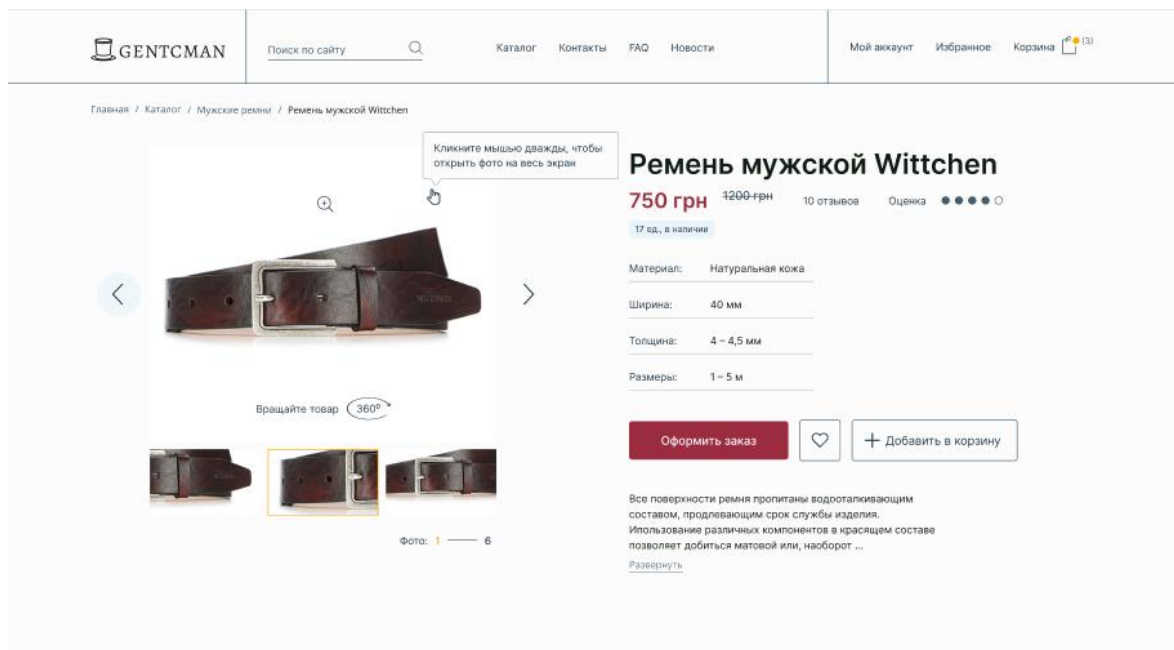 GENTCMAN
Поиск по сайту
Каталог Контакты FAQ Новости
Мой аккаунт Избранное Корзина (3)
Главная / Каталог / Мужские ремни / Ремень мужской Wittchen
Кликните мышью дважды, чтобы
открыть фото на весь экран
Вращайте товар 360º
Фото: 1 6
Ремень мужской Wittchen
750 грн 1200 грн 10 отзывов Оценка
17 ед., в наличии
Материал: Натуральная кожа
Ширина: 40 мм
Толщина: 4 – 4,5 мм
Размеры: 1 – 5 м
Оформить заказ
Добавить в корзину
Все поверхности ремня пропитаны водооталкивающим
составом, продлевающим срок службы изделия.
Ипользование различных компонентов в красящем составе
позволяет добиться матовой или, наоборот ...
Развернуть